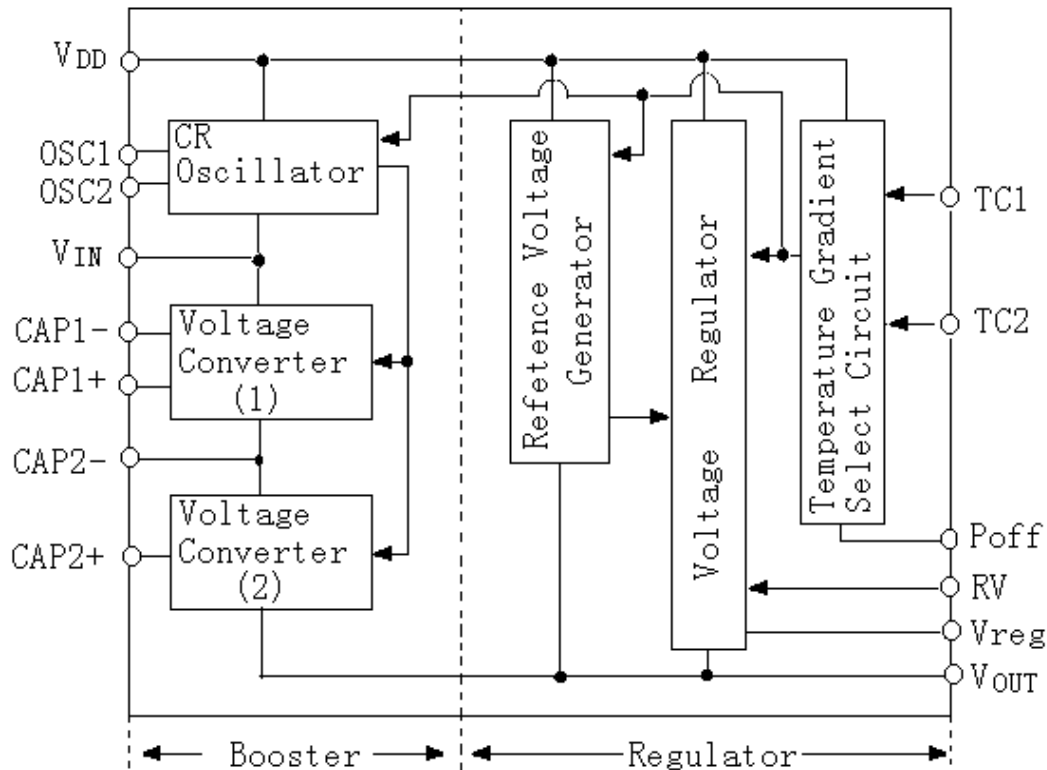 VDD
OSC1
OSC2
VIN
CAP1-
CAP1+
CAP2-
CAP2+
CR
Oscillator
Voltage
Converter
(1)
Voltage
Converter
(2)
Refetence Voltage
Generator
Voltage Regulator
Temperature Gradient
Select Circuit
TC1
TC2
Poff
RV
Vreg
VOUT
Booster
Regulator